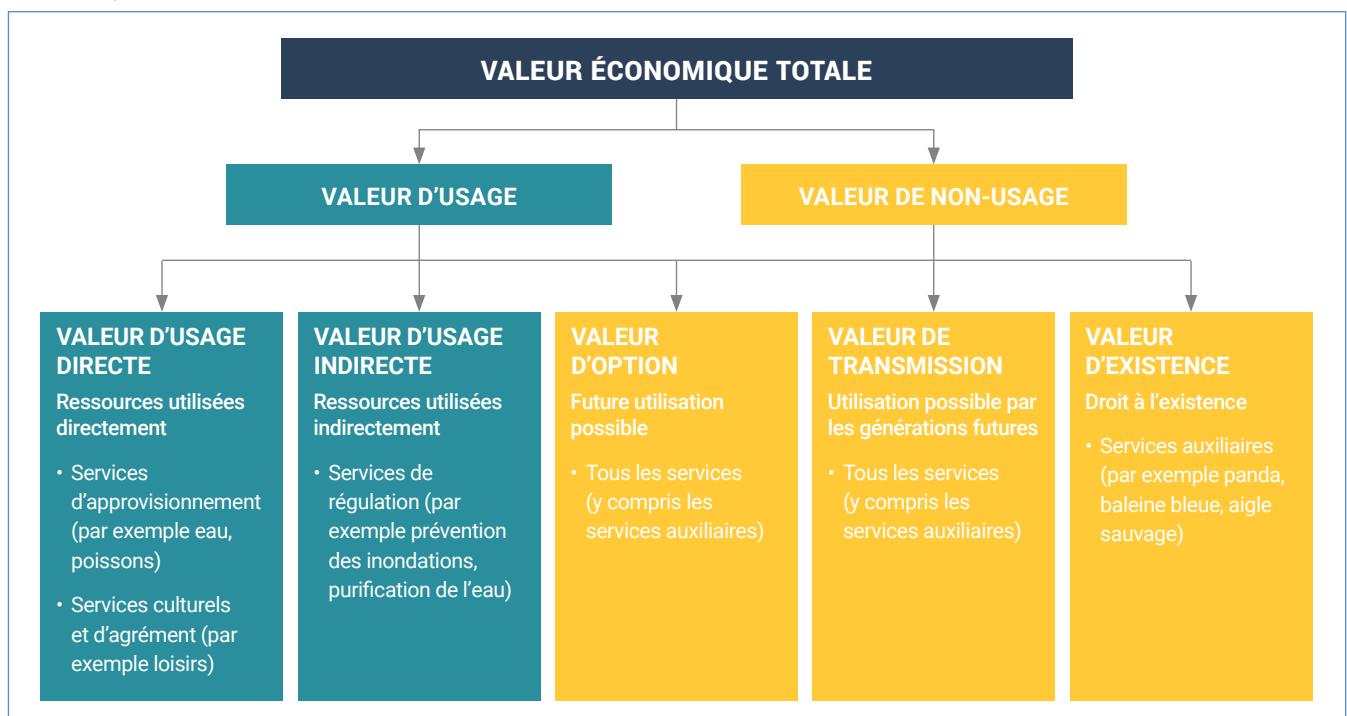 VALEUR ÉCONOMIQUE TOTALE
VALEUR D’USAGE
VALEUR DE NON-USAGE
VALEUR D’USAGE
DIRECTE
Ressources utilisées
directement
• Services
d’approvisionnement
(par exemple eau,
poissons)
• Services culturels
et d’agrément (par
exemple loisirs)
VALEUR D’USAGE
INDIRECTE
Ressources utilisées
indirectement
• Services de
régulation (par
exemple prévention
des inondations,
purification de l’eau)
VALEUR
D’OPTION
Future utilisation
possible
• Tous les services
(y compris les
services auxiliaires)
VALEUR DE
TRANSMISSION
Utilisation possible par
les générations futures
• Tous les services
(y compris les
services auxiliaires)
VALEUR
D’EXISTENCE
Droit à l’existence
• Services auxiliaires
(par exemple panda,
baleine bleue, aigle
sauvage)